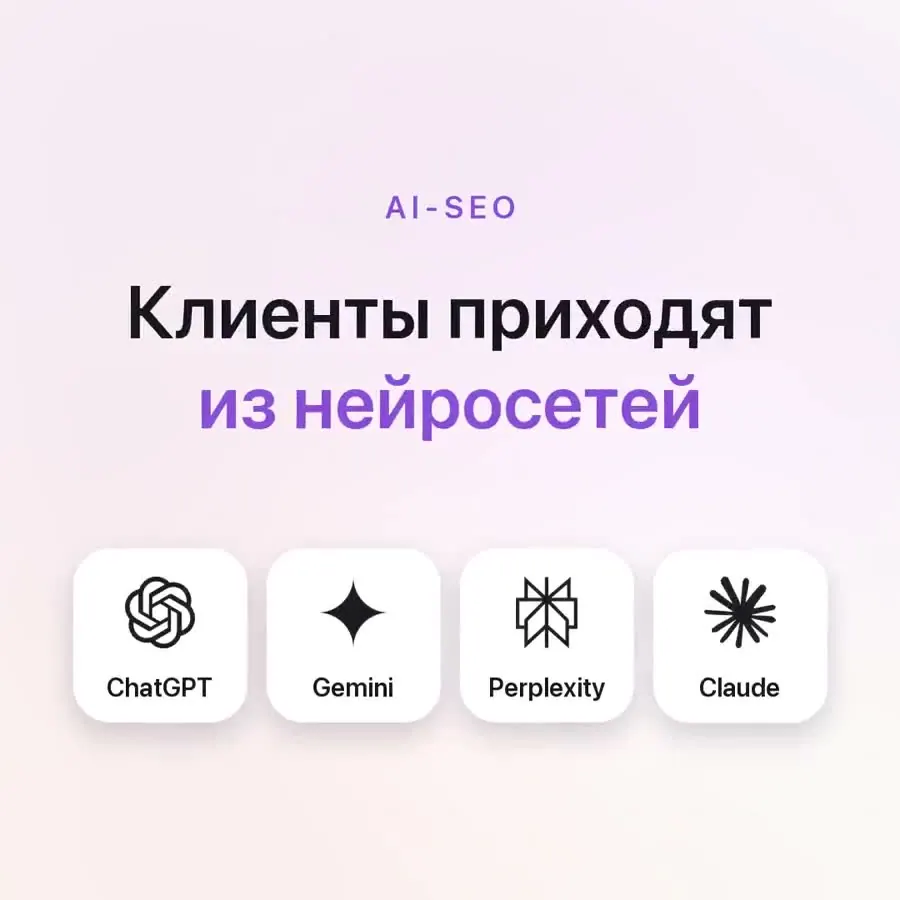 AI-SEO
Клиенты приходят
из нейросетей
ChatGPT
Gemini
Perplexity
Claude